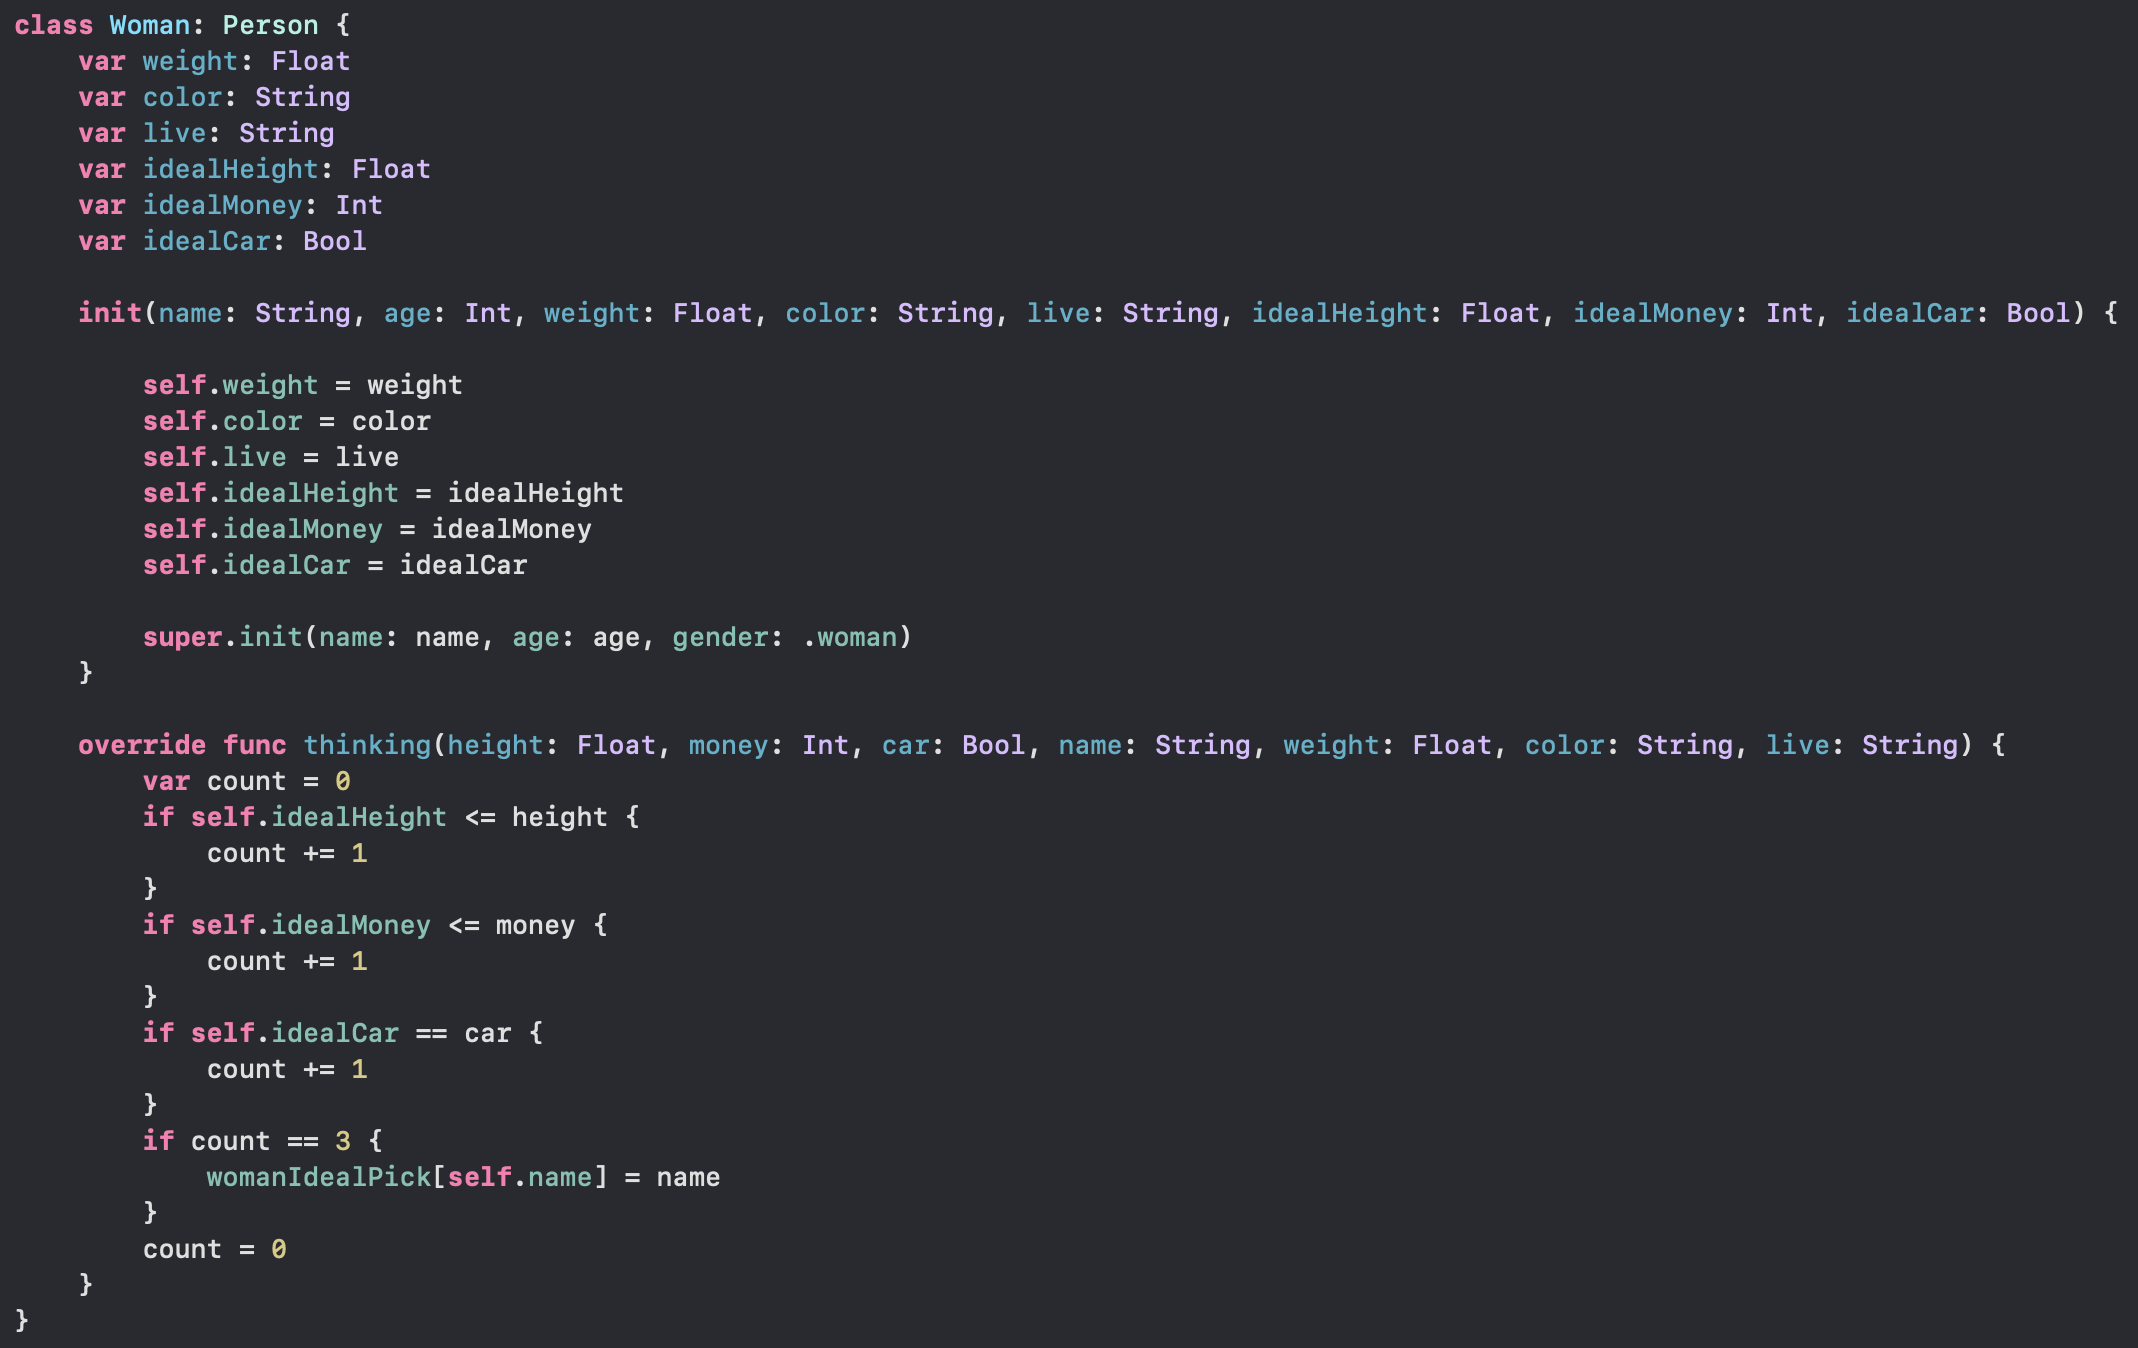 class Woman: Person {
    var weight: Float
    var color: String
    var live: String
    var idealHeight: Float
    var idealMoney: Int
    var idealCar: Bool

    init(name: String, age: Int, weight: Float, color: String, live: String, idealHeight: Float, idealMoney: Int, idealCar: Bool) {

        self.weight = weight
        self.color = color
        self.live = live
        self.idealHeight = idealHeight
        self.idealMoney = idealMoney
        self.idealCar = idealCar

        super.init(name: name, age: age, gender: .woman)
    }

    override func thinking(height: Float, money: Int, car: Bool, name: String, weight: Float, color: String, live: String) {
        var count = 0
        if self.idealHeight <= height {
            count += 1
        }
        if self.idealMoney <= money {
            count += 1
        }
        if self.idealCar == car {
            count += 1
        }
        if count == 3 {
            womanIdealPick[self.name] = name
        }
        count = 0
    }
}